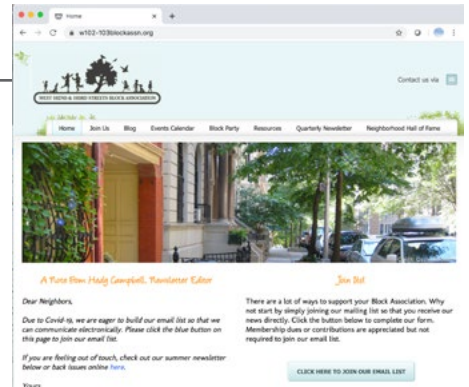 Home
w102-103blockassn.org
Contact us via
WEST 102ND & 103RD STREETS BLOCK ASSOCIATION
Home Join Us Blog Events Calendar Block Party Resources Quarterly Newsletter Neighborhood Hall of Fame
A Note from Hedy Campbell, Newsletter Editor
Dear Neighbors,
Due to Covid-19, we are eager to build our email list so that we
can communicate electronically. Please click the blue button on
this page to join our email list.
If you are feeling out of touch, check out our summer newsletter
below or back issues online here.
Yours,
Join Us!
There are a lot of ways to support your Block Association. Why
not start by simply joining our mailing list so that you receive our
news directly. Click the button below to complete our form.
Membership dues or contributions are appreciated but not
required to join our email list.
CLICK HERE TO JOIN OUR EMAIL LIST